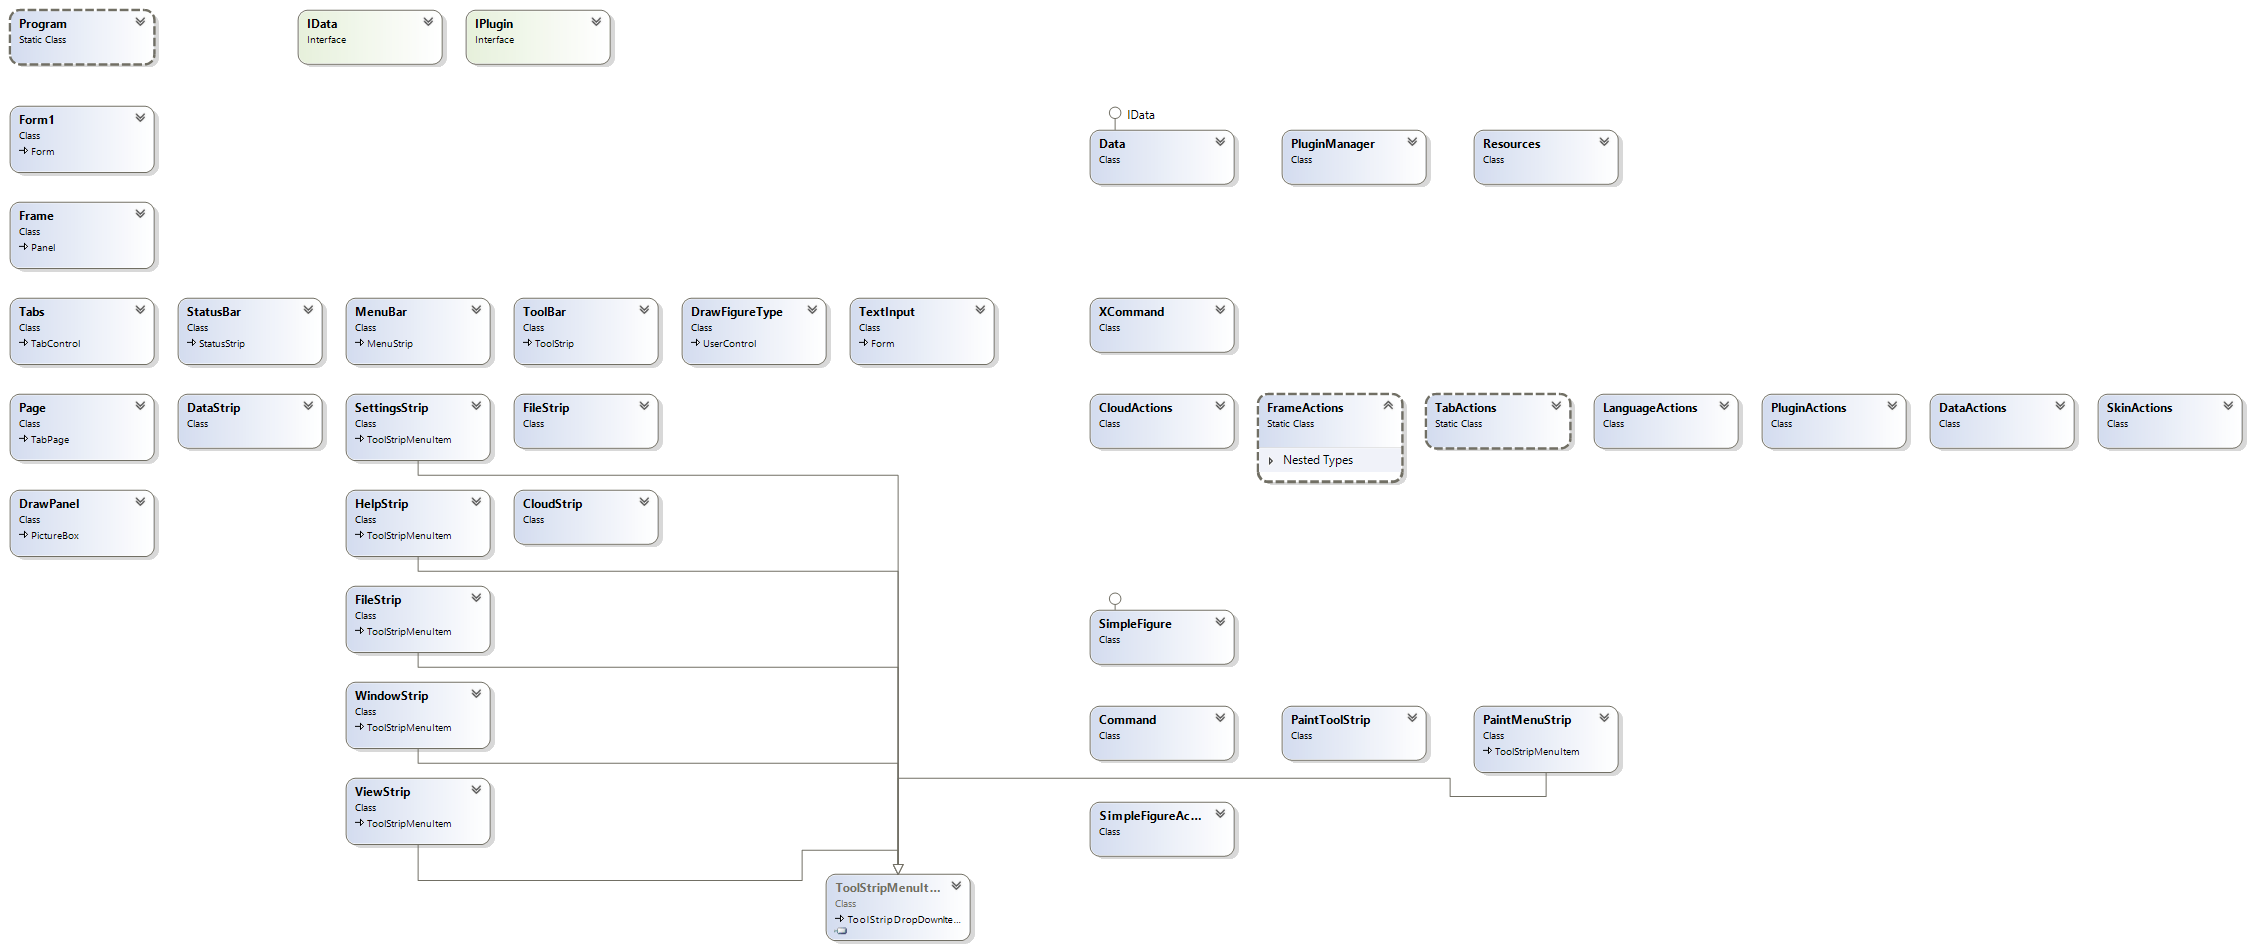 Program
Static Class
IData
Interface
IPlugin
Interface
Form1
Class
Form
IData
Data
Class
PluginManager
Class
Resources
Class
Frame
Class
Panel
Tabs
Class
TabControl
StatusBar
Class
StatusStrip
MenuBar
Class
MenuStrip
ToolBar
Class
ToolStrip
DrawFigureType
Class
UserControl
TextInput
Class
Form
XCommand
Class
Page
Class
TabPage
DataStrip
Class
SettingsStrip
Class
ToolStripMenuItem
FileStrip
Class
CloudActions
Class
FrameActions
Static Class
Nested Types
TabActions
Static Class
LanguageActions
Class
PluginActions
Class
DataActions
Class
SkinActions
Class
DrawPanel
Class
PictureBox
HelpStrip
Class
ToolStripMenuItem
CloudStrip
Class
FileStrip
Class
ToolStripMenuItem
SimpleFigure
Class
WindowStrip
Class
ToolStripMenuItem
Command
Class
PaintToolStrip
Class
PaintMenuStrip
Class
ToolStripMenuItem
ViewStrip
Class
ToolStripMenuItem
SimpleFigureAc...
Class
ToolStripMenuIt...
Class
ToolStripDropDownIte...